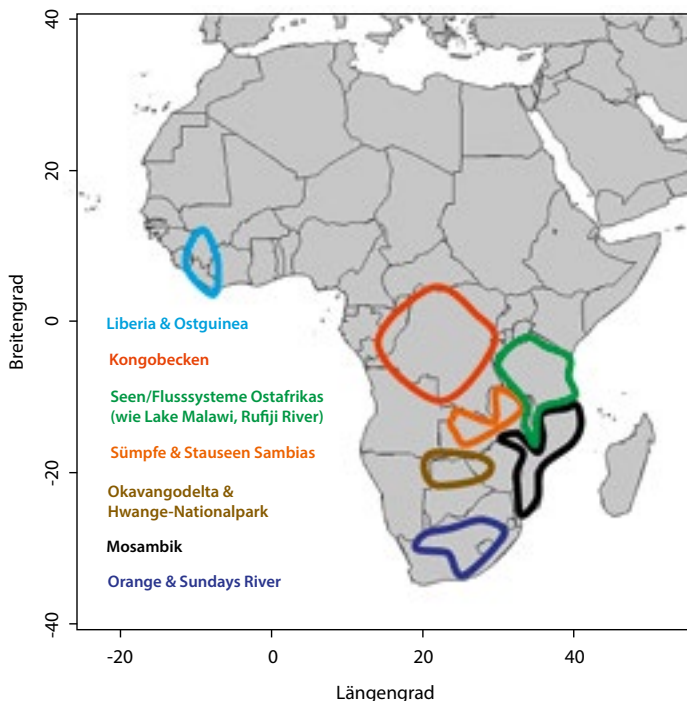 40
20
0
-20
-40
Breitengrad
Liberia & Ostguinea
Kongobecken
Seen/Flusssysteme Ostafrikas
(wie Lake Malawi, Rufiji River)
Sümpfe & Stauseen Sambias
Okavangodelta &
Hwange-Nationalpark
Mosambik
Orange & Sundays River
-20
0
20
40
Längengrad